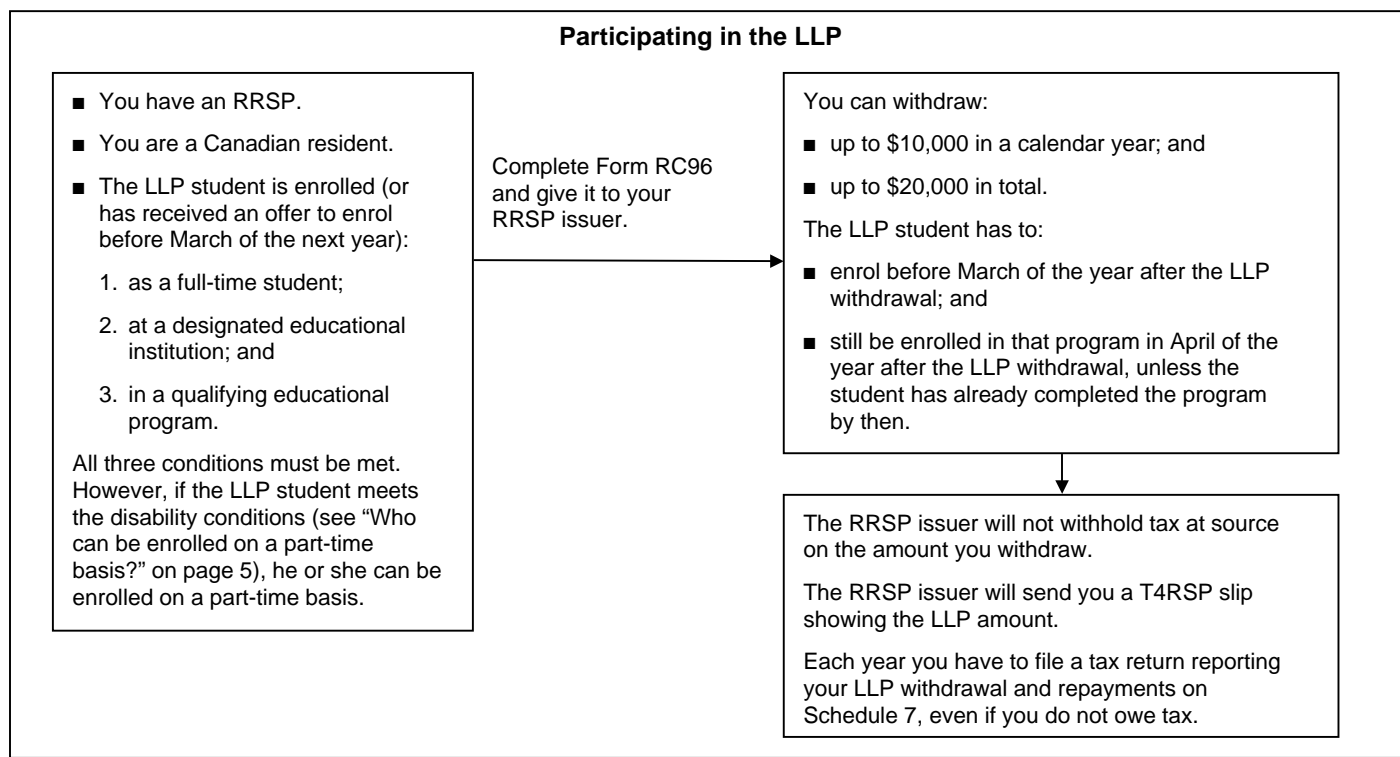 Participating in the LLP
■ You have an RRSP.
■ You are a Canadian resident.
■ The LLP student is enrolled (or
has received an offer to enrol
before March of the next year):
1. as a full-time student;
2. at a designated educational
institution; and
3. in a qualifying educational
program.
All three conditions must be met.
However, if the LLP student meets
the disability conditions (see “Who
can be enrolled on a part-time
basis?” on page 5), he or she can be
enrolled on a part-time basis.
Complete Form RC96
and give it to your
RRSP issuer.
You can withdraw:
■ up to $10,000 in a calendar year; and
■ up to $20,000 in total.
The LLP student has to:
■ enrol before March of the year after the LLP
withdrawal; and
■ still be enrolled in that program in April of the
year after the LLP withdrawal, unless the
student has already completed the program
by then.
The RRSP issuer will not withhold tax at source
on the amount you withdraw.
The RRSP issuer will send you a T4RSP slip
showing the LLP amount.
Each year you have to file a tax return reporting
your LLP withdrawal and repayments on
Schedule 7, even if you do not owe tax.